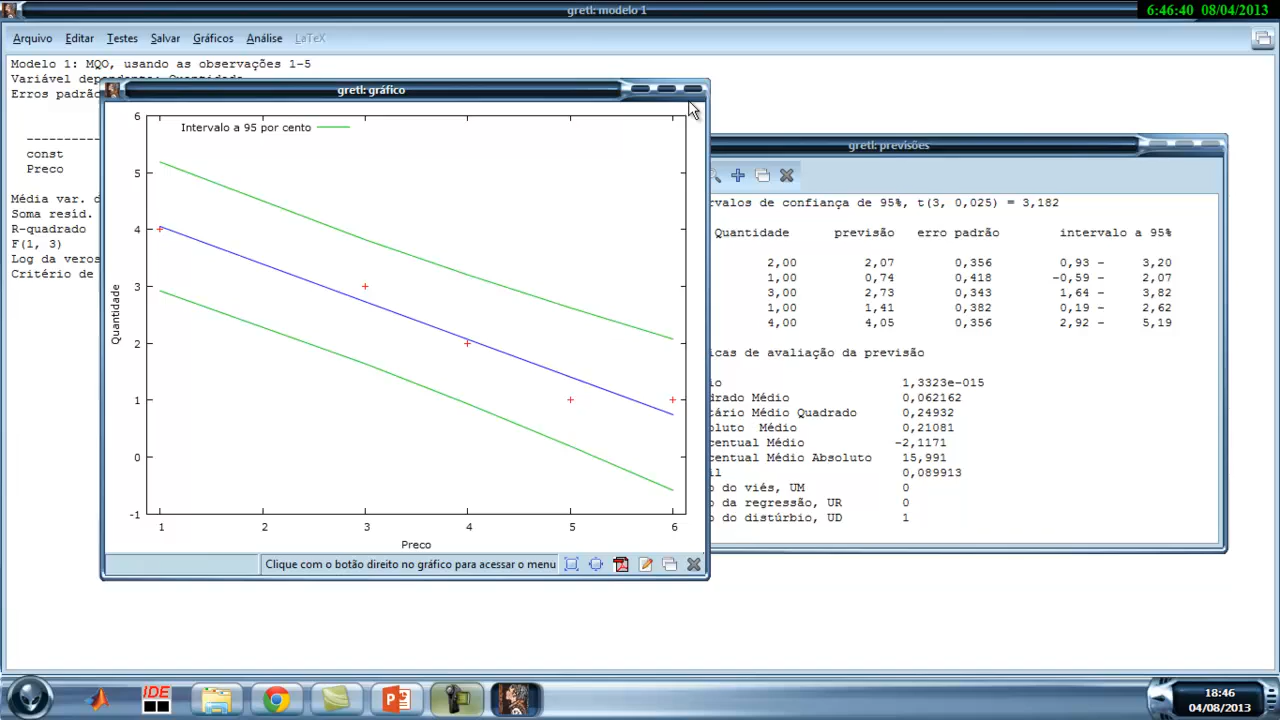 gretl: modelo 1
6:46:40 08/04/2013
Arquivo Editar Testes Salvar Gráficos Análise LaTeX
Modelo 1: MQO, usando as observações 1-5
Variável dependente: Quantidade
Erros padrão
const
Preco
Média var. d
Soma resíd.
R-quadrado
F(1, 3)
Log da veros
Critério de
gretl: gráfico
Intervalo a 95 por cento
6
5
4
3
2
1
0
-1
Quantidade
1 2 3 4 5 6
Preco
Clique com o botão direito no gráfico para acessar o menu
gretl: previsões
rvalos de confiança de 95%, t(3, 0,025) = 3,182
Quantidade previsão erro padrão intervalo a 95%
2,00 2,07 0,356 0,93 - 3,20
1,00 0,74 0,418 -0,59 - 2,07
3,00 2,73 0,343 1,64 - 3,82
1,00 1,41 0,382 0,19 - 2,62
4,00 4,05 0,356 2,92 - 5,19
icas de avaliação da previsão
io 1,3323e-015
drado Médio 0,062162
tário Médio Quadrado 0,24932
oluto Médio 0,21081
centual Médio -2,1171
centual Médio Absoluto 15,991
il 0,089913
o do viés, UM 0
o da regressão, UR 0
o do distúrbio, UD 1
IDE
18:46
04/08/2013